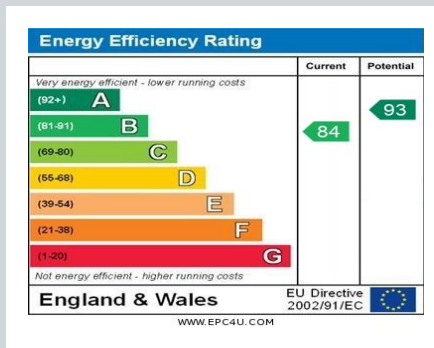 Energy Efficiency Rating
Current Potential
Very energy efficient - lower running costs
(92+) A
93
(81-91) B
84
(69-80) C
(55-68) D
(39-54) E
(21-38) F
(1-20) G
Not energy efficient - higher running costs
England & Wales
EU Directive
2002/91/EC
WWW.EPC4U.COM